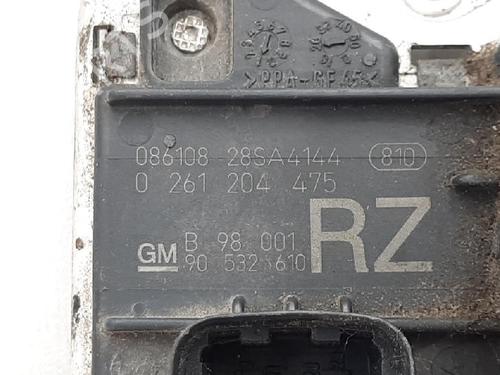 >PPA-GF45<
086108 28SA4144 810
0 261 204 475
B 98 001
GM 90 532 610
RZ